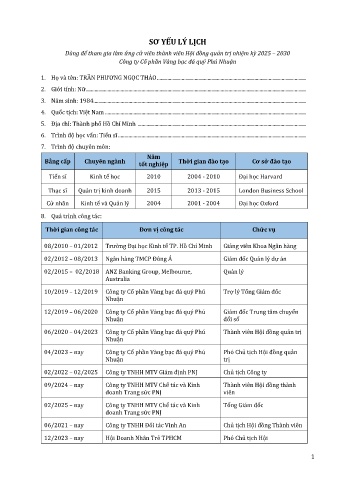 SƠ YẾU LÝ LỊCH
Dùng để tham gia làm ứng cử viên thành viên Hội đồng quản trị nhiệm kỳ 2025 – 2030
Công ty Cổ phần Vàng bạc đá quý Phú Nhuận
1. Họ và tên: TRẦN PHƯƠNG NGỌC THẢO
2. Giới tính: Nữ
3. Năm sinh: 1984
4. Quốc tịch: Việt Nam
5. Địa chỉ: Thành phố Hồ Chí Minh
6. Trình độ học vấn: Tiến sĩ
7. Trình độ chuyên môn:
Bằng cấp Chuyên ngành Năm tốt nghiệp Thời gian đào tạo Cơ sở đào tạo
Tiến sĩ Kinh tế học 2010 2004 - 2010 Đại học Harvard
Thạc sĩ Quản trị kinh doanh 2015 2013 - 2015 London Business School
Cử nhân Kinh tế và Quản lý 2004 2001 - 2004 Đại học Oxford
8. Quá trình công tác:
Thời gian công tác Đơn vị công tác Chức vụ
08/2010 – 01/2012 Trường Đại học Kinh tế TP. Hồ Chí Minh Giảng viên Khoa Ngân hàng
02/2012 – 08/2013 Ngân hàng TMCP Đông Á Giám đốc Quản lý dự án
02/2015 – 02/2018 ANZ Banking Group, Melbourne, Quản lý
Australia
10/2019 – 12/2019 Công ty Cổ phần Vàng bạc đá quý Phú Trợ lý Tổng Giám đốc
Nhuận
12/2019 – 06/2020 Công ty Cổ phần Vàng bạc đá quý Phú Giám đốc Trung tâm chuyển
Nhuận đổi số
06/2020 - 04/2023 Công ty Cổ phần Vàng bạc đá quý Phú Thành viên Hội đồng quản trị
Nhuận
04/2023 – nay Công ty Cổ phần Vàng bạc đá quý Phú Phó Chủ tịch Hội đồng quản
Nhuận trị
02/2022 – 02/2025 Công ty TNHH MTV Giám định PNJ Chủ tịch Công ty
09/2024 - nay Công ty TNHH MTV Chế tác và Kinh Thành viên Hội đồng thành
doanh Trang sức PNJ viên
02/2025 – nay Công ty TNHH MTV Chế tác và Kinh Tổng Giám đốc
doanh Trang sức PNJ
06/2021 – nay Công ty TNHH Đối tác Vĩnh An Chủ tịch Hội đồng Thành viên
12/2023 – nay Hội Doanh Nhân Trẻ TPHCM Phó Chủ tịch Hội
1